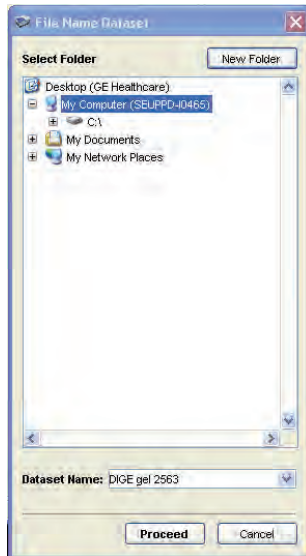 File Name Dataset
Select Folder
New Folder
Desktop (GE Healthcare)
My Computer (SEUPPD-I0465)
C:\
My Documents
My Network Places
Dataset Name: DIGE gel 2563
Proceed
Cancel